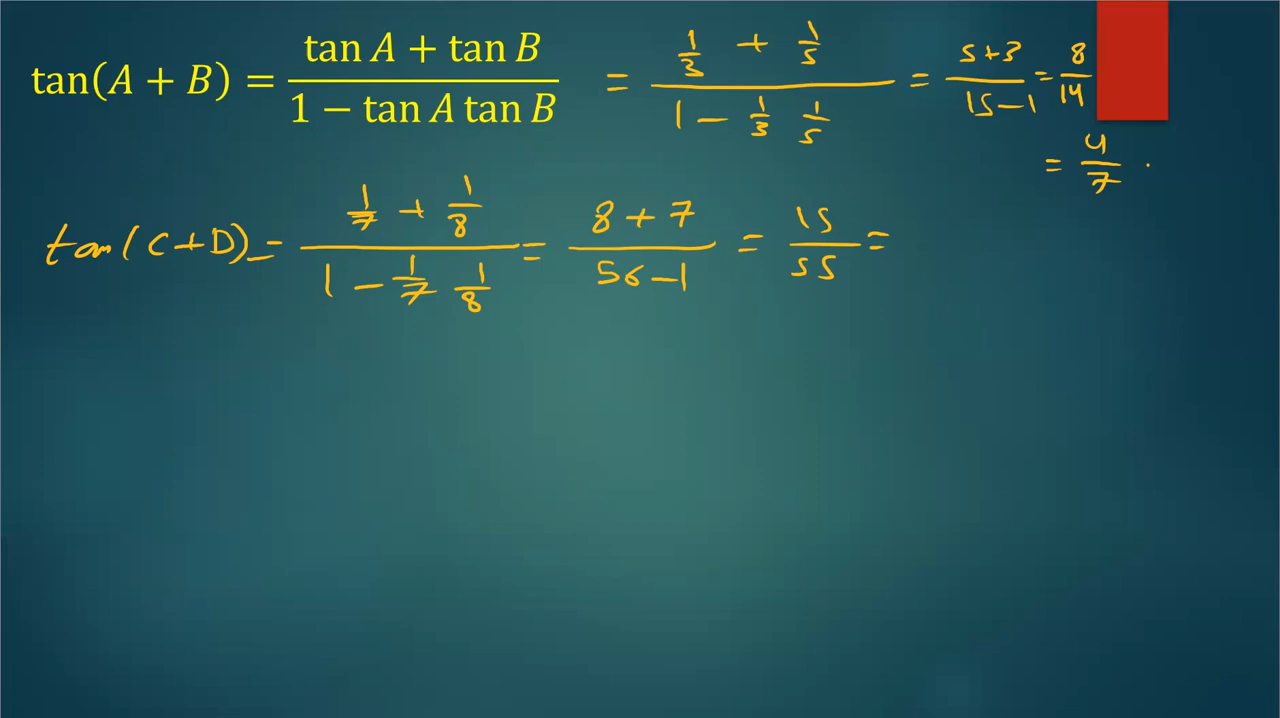 tan(A + B) = (tan A + tan B)/(1 − tan A tan B) = (1/3 + 1/5)/(1 − 1/3 1/5) = (5+3)/(15−1) = 8/14
= 4/7 .
tan(C+D) = (1/7 + 1/8)/(1 − 1/7 1/8) = (8 + 7)/(56 − 1) = 15/55 =